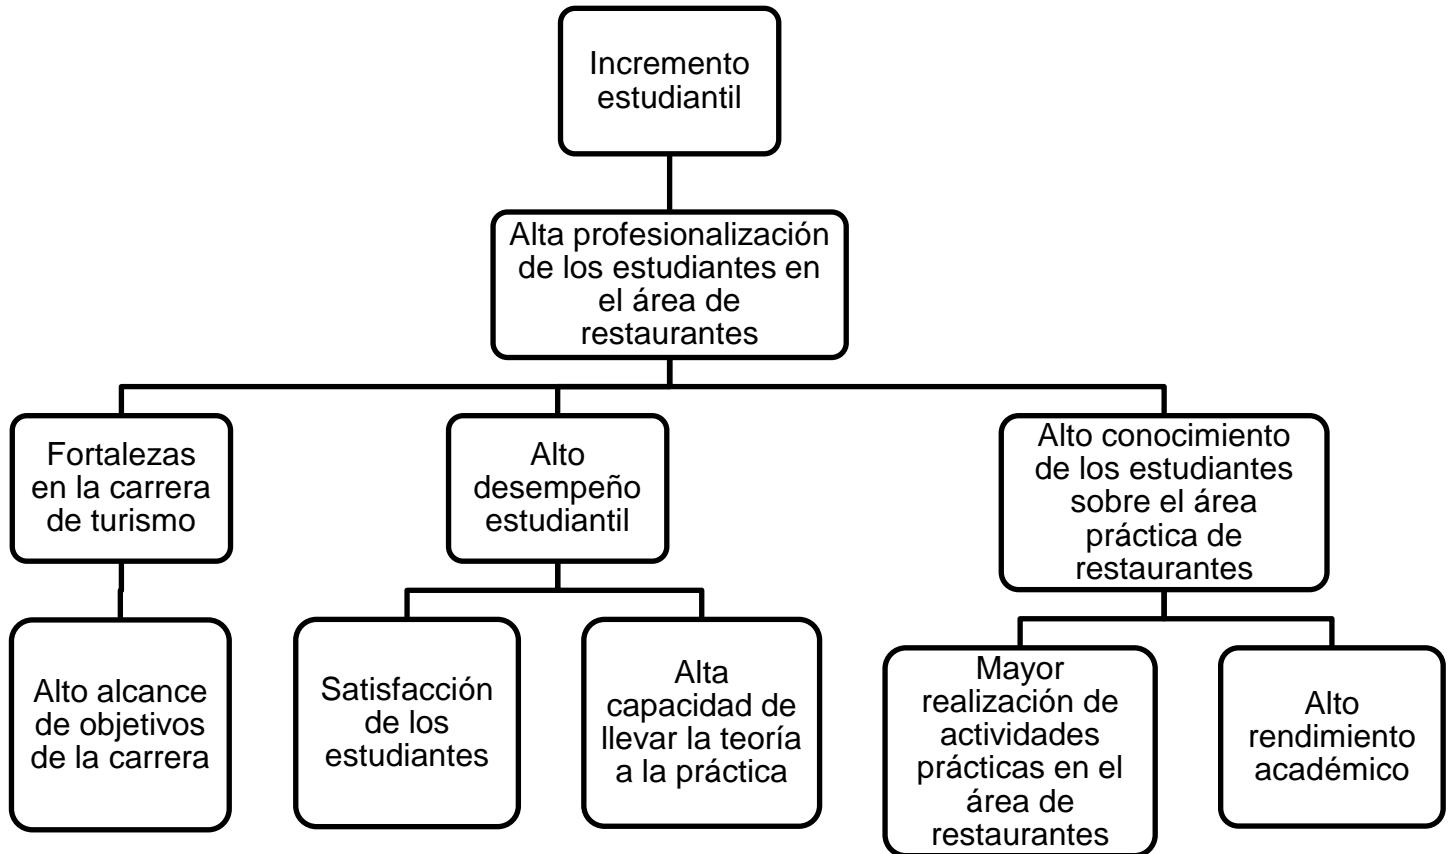 Incremento
estudiantil
Alta profesionalización
de los estudiantes en
el área de
restaurantes
Fortalezas
en la carrera
de turismo
Alto
desempeño
estudiantil
Alto conocimiento
de los estudiantes
sobre el área
práctica de
restaurantes
Alto alcance
de objetivos
de la carrera
Satisfacción
de los
estudiantes
Alta
capacidad de
llevar la teoría
a la práctica
Mayor
realización de
actividades
prácticas en el
área de
restaurantes
Alto
rendimiento
académico